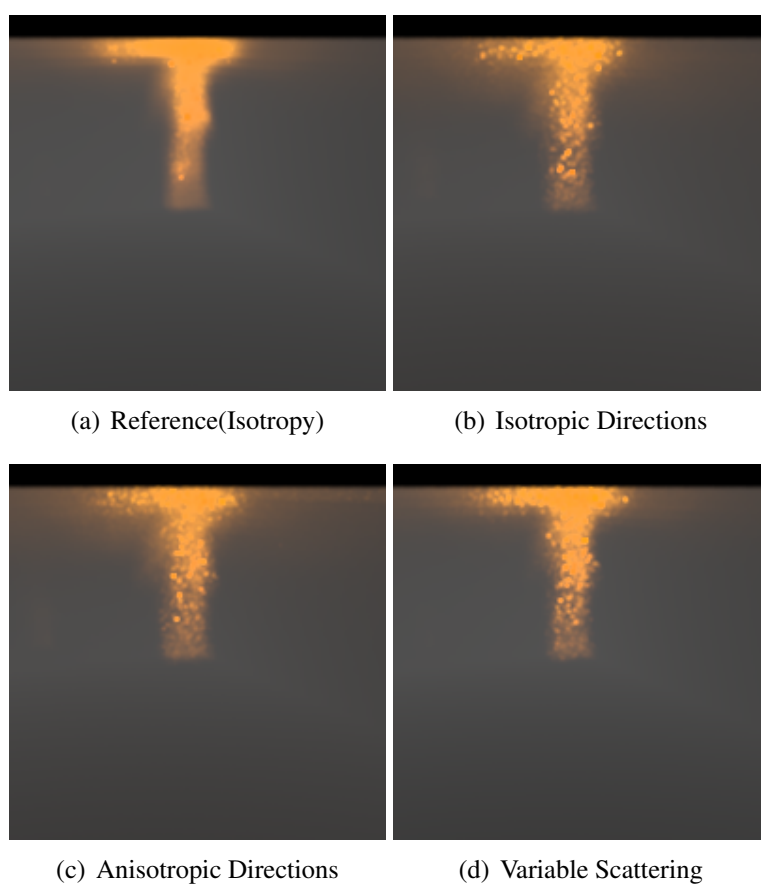 (a) Reference(Isotropy)
(b) Isotropic Directions
(c) Anisotropic Directions
(d) Variable Scattering